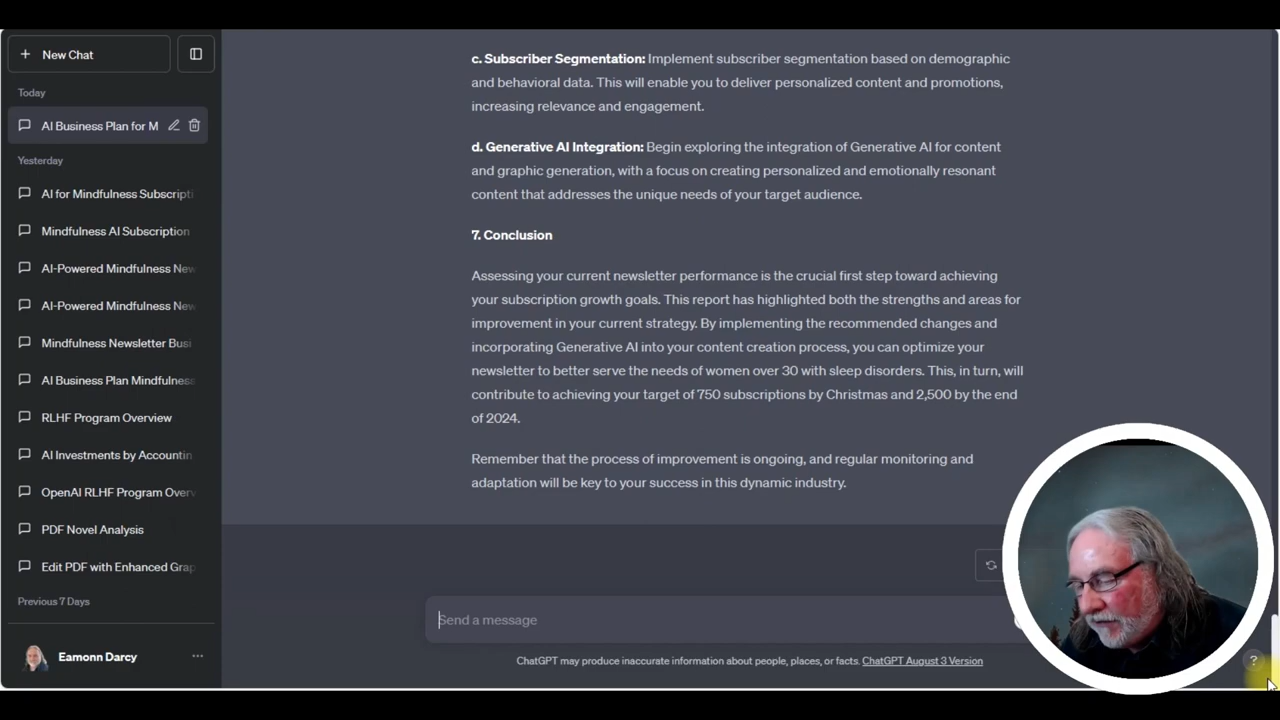 New Chat
Today
AI Business Plan for M
Yesterday
AI for Mindfulness Subscripti
Mindfulness AI Subscription
AI-Powered Mindfulness New
AI-Powered Mindfulness New
Mindfulness Newsletter Busi
AI Business Plan Mindfulness
RLHF Program Overview
AI Investments by Accountin
OpenAI RLHF Program Over
PDF Novel Analysis
Edit PDF with Enhanced Grap
Previous 7 Days
Eamonn Darcy
c. Subscriber Segmentation: Implement subscriber segmentation based on demographic
and behavioral data. This will enable you to deliver personalized content and promotions,
increasing relevance and engagement.
d. Generative AI Integration: Begin exploring the integration of Generative AI for content
and graphic generation, with a focus on creating personalized and emotionally resonant
content that addresses the unique needs of your target audience.
7. Conclusion
Assessing your current newsletter performance is the crucial first step toward achieving
your subscription growth goals. This report has highlighted both the strengths and areas for
improvement in your current strategy. By implementing the recommended changes and
incorporating Generative AI into your content creation process, you can optimize your
newsletter to better serve the needs of women over 30 with sleep disorders. This, in turn, will
contribute to achieving your target of 750 subscriptions by Christmas and 2,500 by the end
of 2024.
Remember that the process of improvement is ongoing, and regular monitoring and
adaptation will be key to your success in this dynamic industry.
Send a message
ChatGPT may produce inaccurate information about people, places, or facts. ChatGPT August 3 Version
?